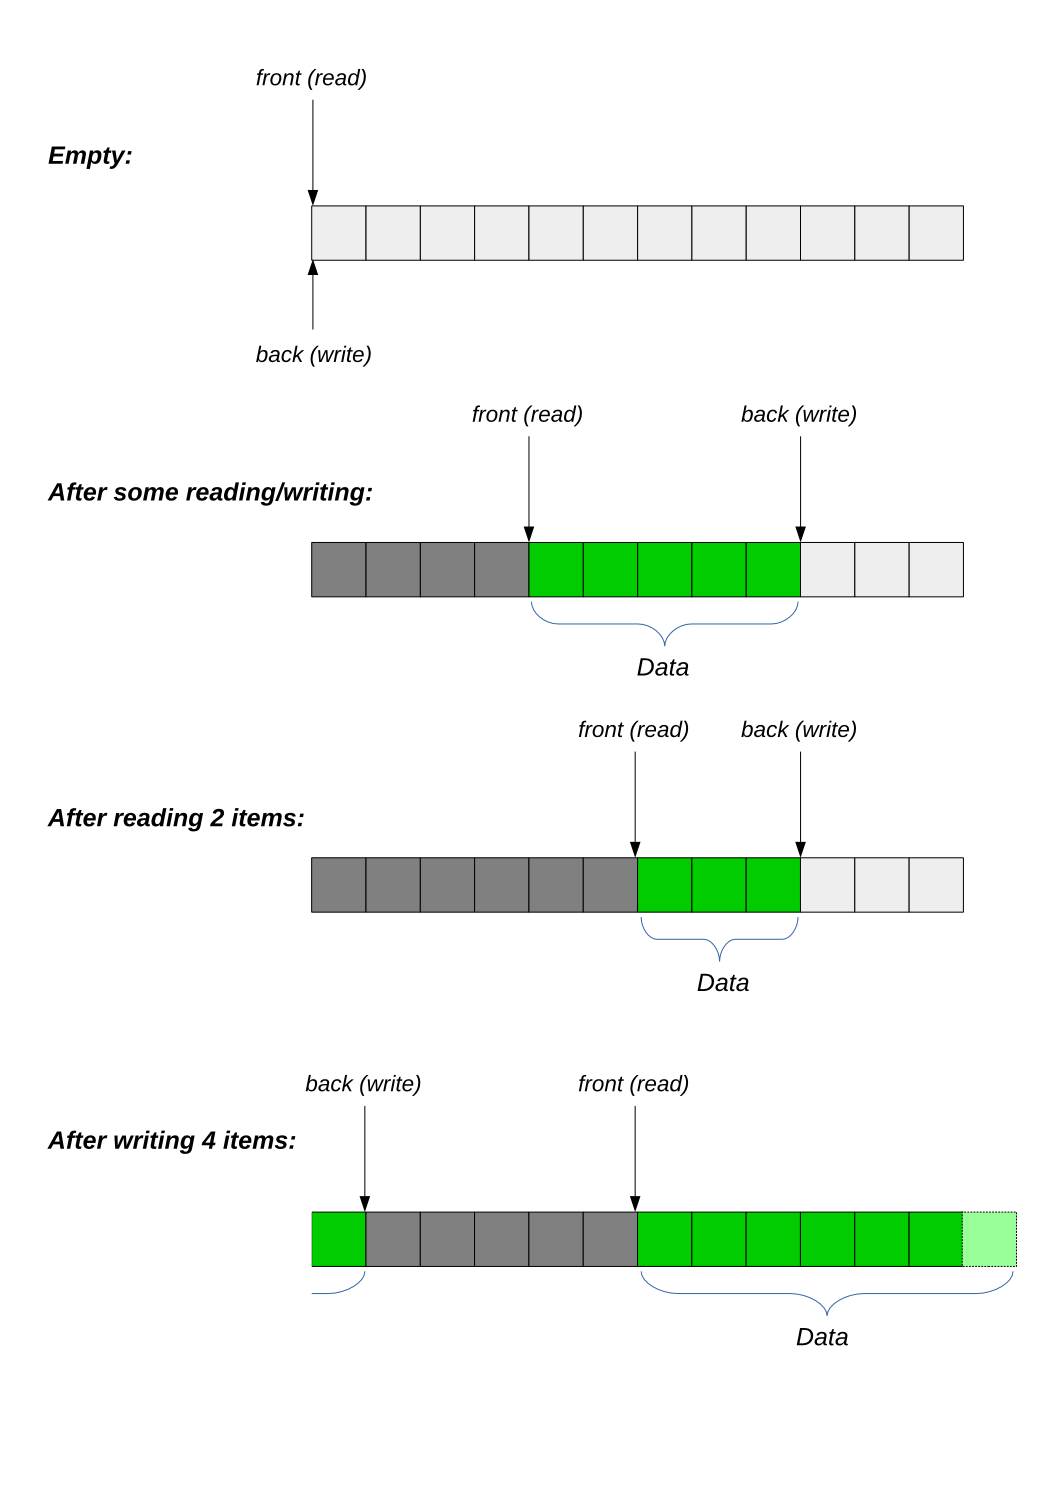 front (read)
Empty:
back (write)
front (read) back (write)
After some reading/writing:
Data
front (read) back (write)
After reading 2 items:
Data
back (write) front (read)
After writing 4 items:
Data